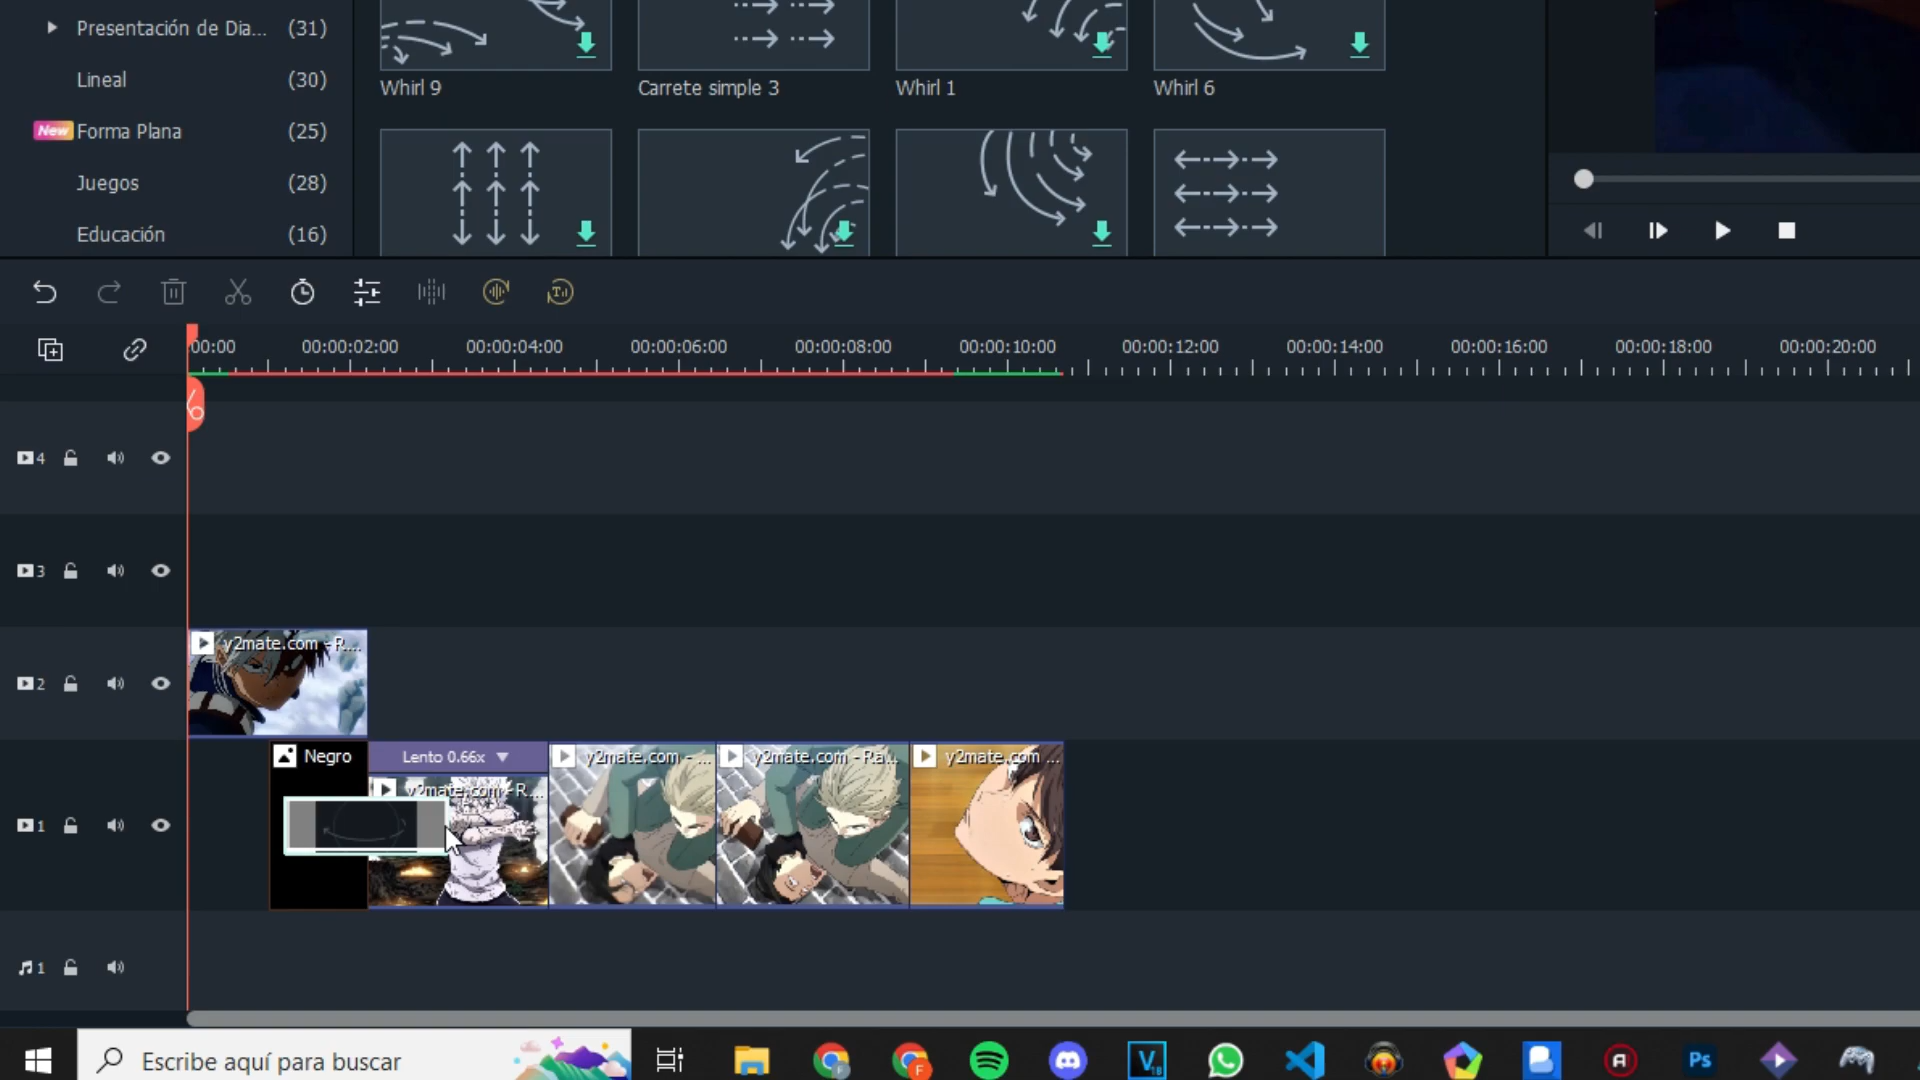 Presentación de Dia... (31)
Lineal (30)
New Forma Plana (25)
Juegos (28)
Educación (16)
Whirl 9
Carrete simple 3
Whirl 1
Whirl 6
00:00
00:00:02:00
00:00:04:00
00:00:06:00
00:00:08:00
00:00:10:00
00:00:12:00
00:00:14:00
00:00:16:00
00:00:18:00
00:00:20:00
4
3
2
y2mate.com - R....
1
Negro
Lento 0.66x
y2mate.com - R....
y2mate.com - ...
y2mate.com - Ra...
y2mate.com ...
1
Escribe aquí para buscar
F
F
V
18
A
Ps